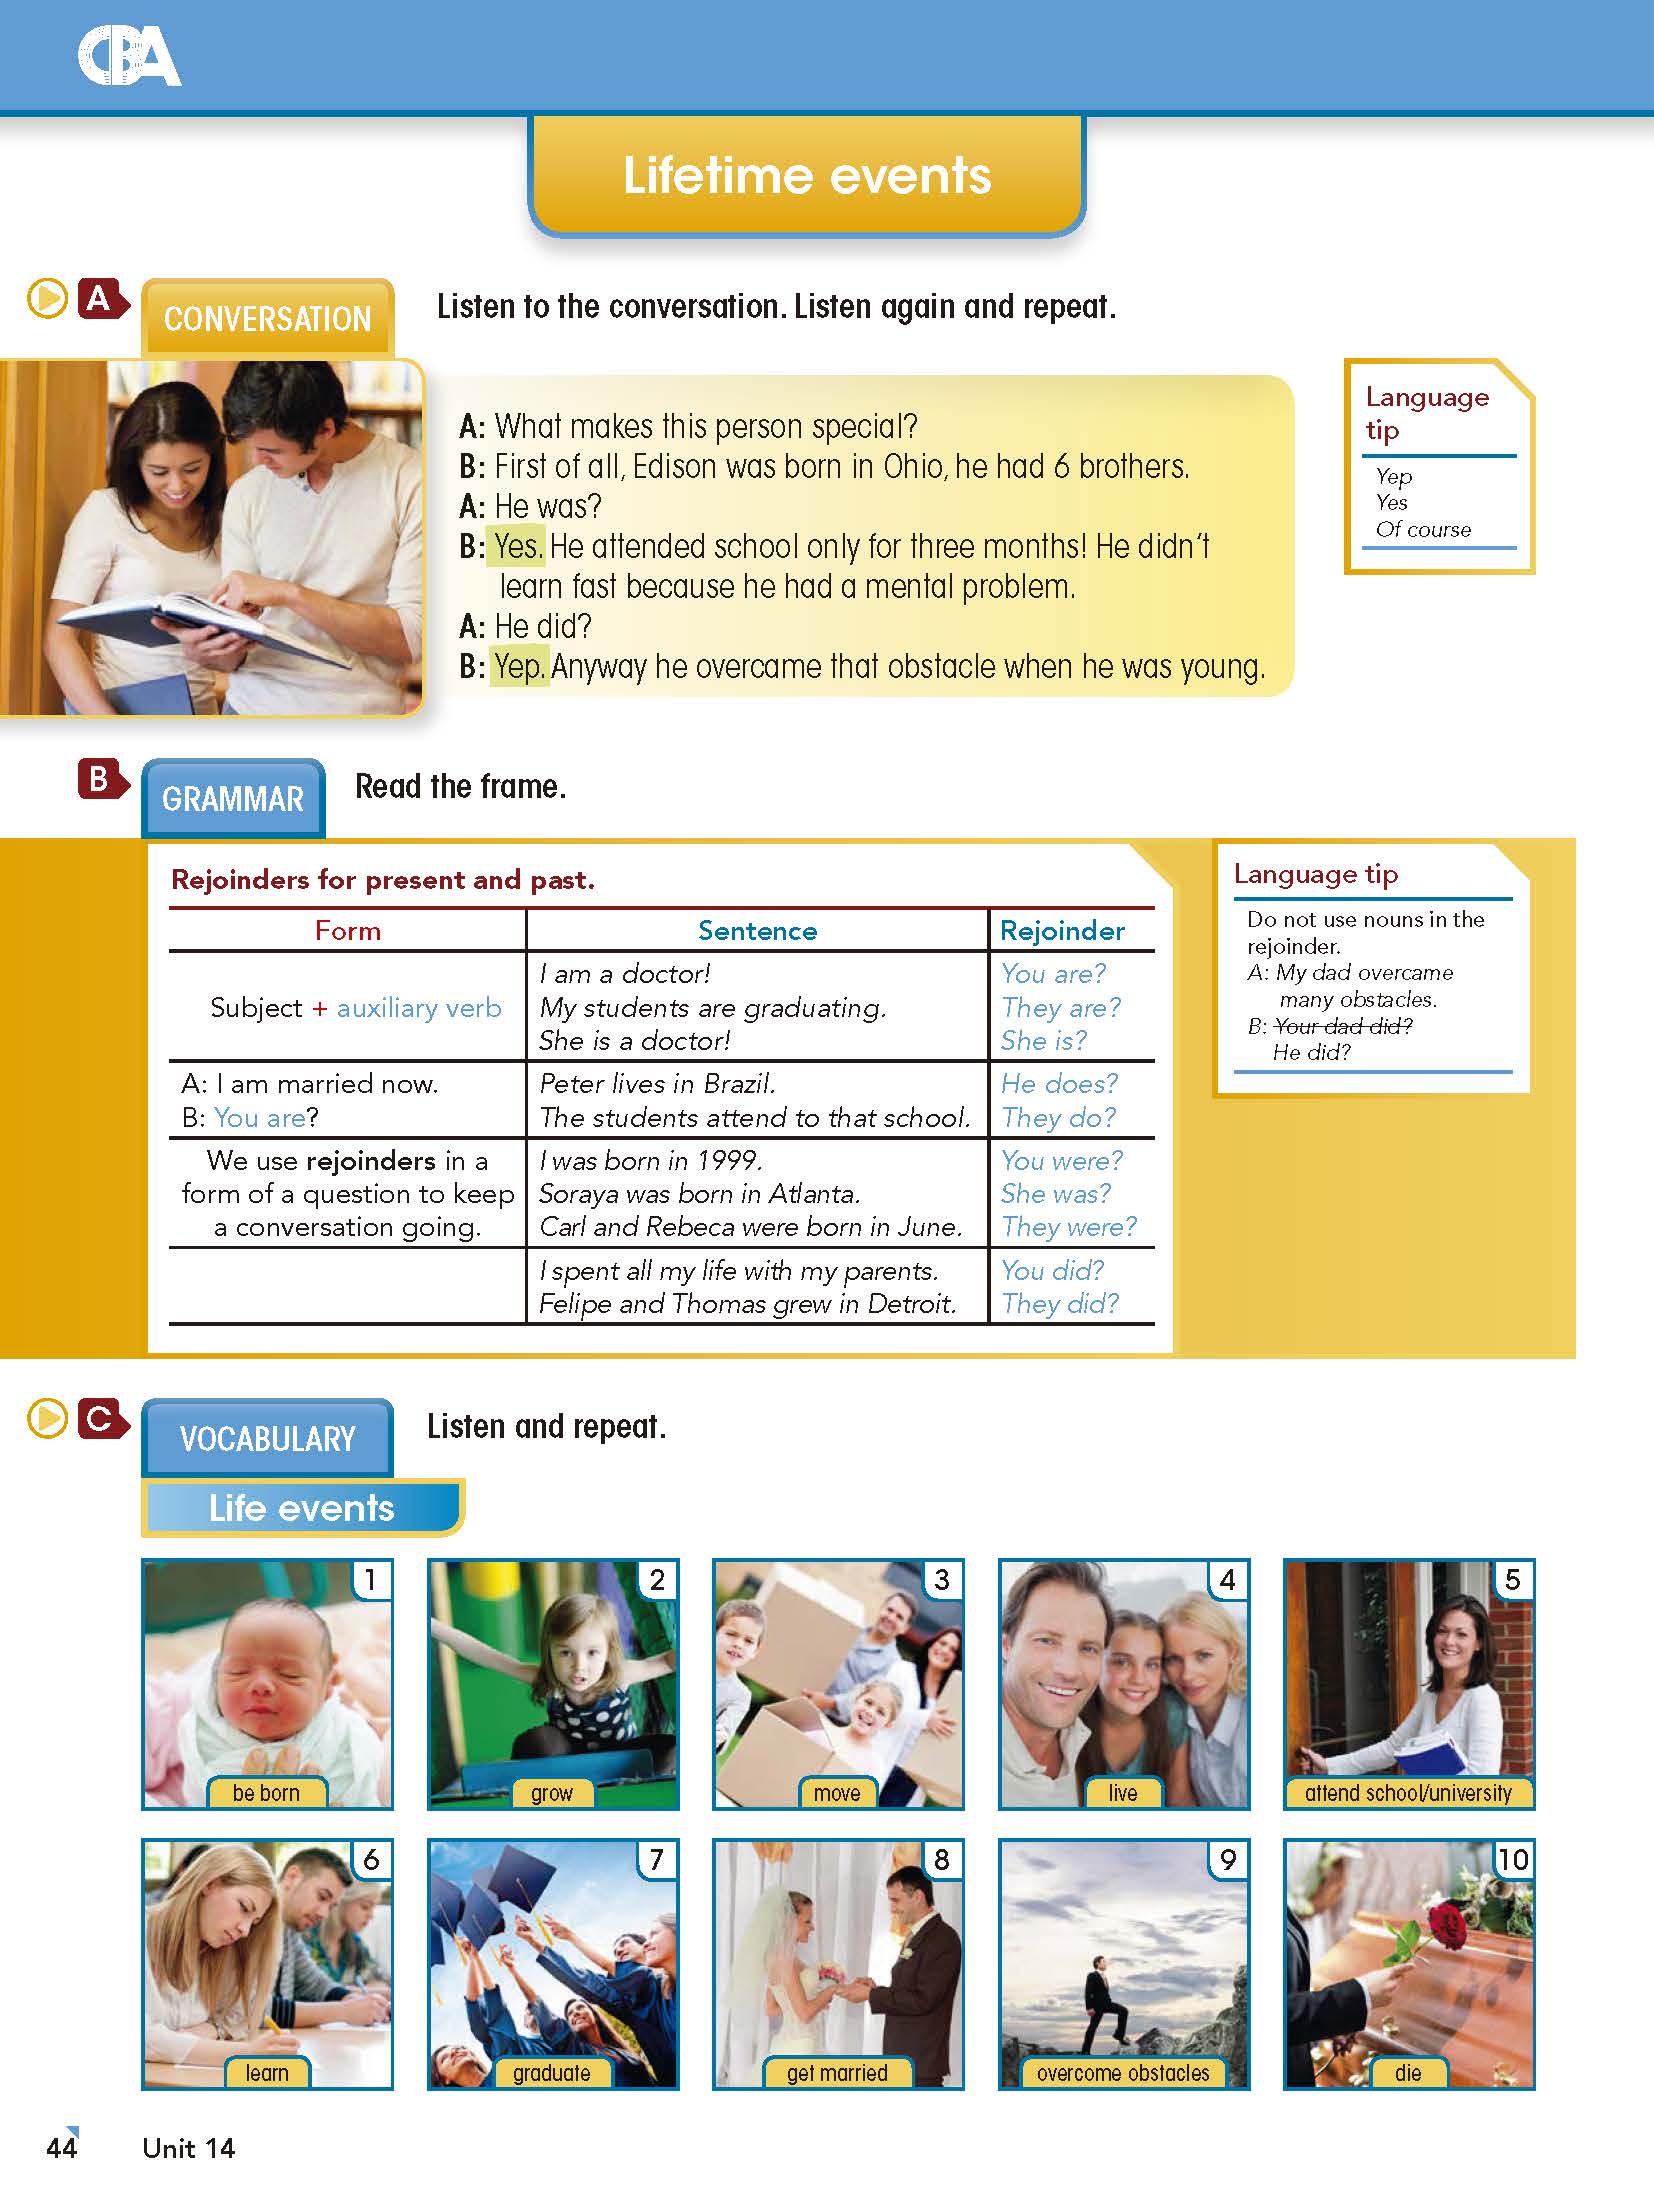 CBA
Lifetime events
A
CONVERSATION
Listen to the conversation. Listen again and repeat.
A: What makes this person special?
B: First of all, Edison was born in Ohio, he had 6 brothers.
A: He was?
B: Yes. He attended school only for three months! He didn't
learn fast because he had a mental problem.
A: He did?
B: Yep. Anyway he overcame that obstacle when he was young.
Language
tip
Yep
Yes
Of course
B
GRAMMAR
Read the frame.
Rejoinders for present and past.
Form
Sentence
Rejoinder
Subject + auxiliary verb
I am a doctor!
You are?
My students are graduating.
They are?
She is a doctor!
She is?
A: I am married now.
B: You are?
Peter lives in Brazil.
He does?
The students attend to that school.
They do?
We use rejoinders in a
form of a question to keep
a conversation going.
I was born in 1999.
You were?
Soraya was born in Atlanta.
She was?
Carl and Rebeca were born in June.
They were?
I spent all my life with my parents.
You did?
Felipe and Thomas grew in Detroit.
They did?
Language tip
Do not use nouns in the
rejoinder.
A: My dad overcame
many obstacles.
B: Your dad did?
He did?
C
VOCABULARY
Listen and repeat.
Life events
1
be born
2
grow
3
move
4
live
5
attend school/university
6
learn
7
graduate
8
get married
9
overcome obstacles
10
die
44
Unit 14